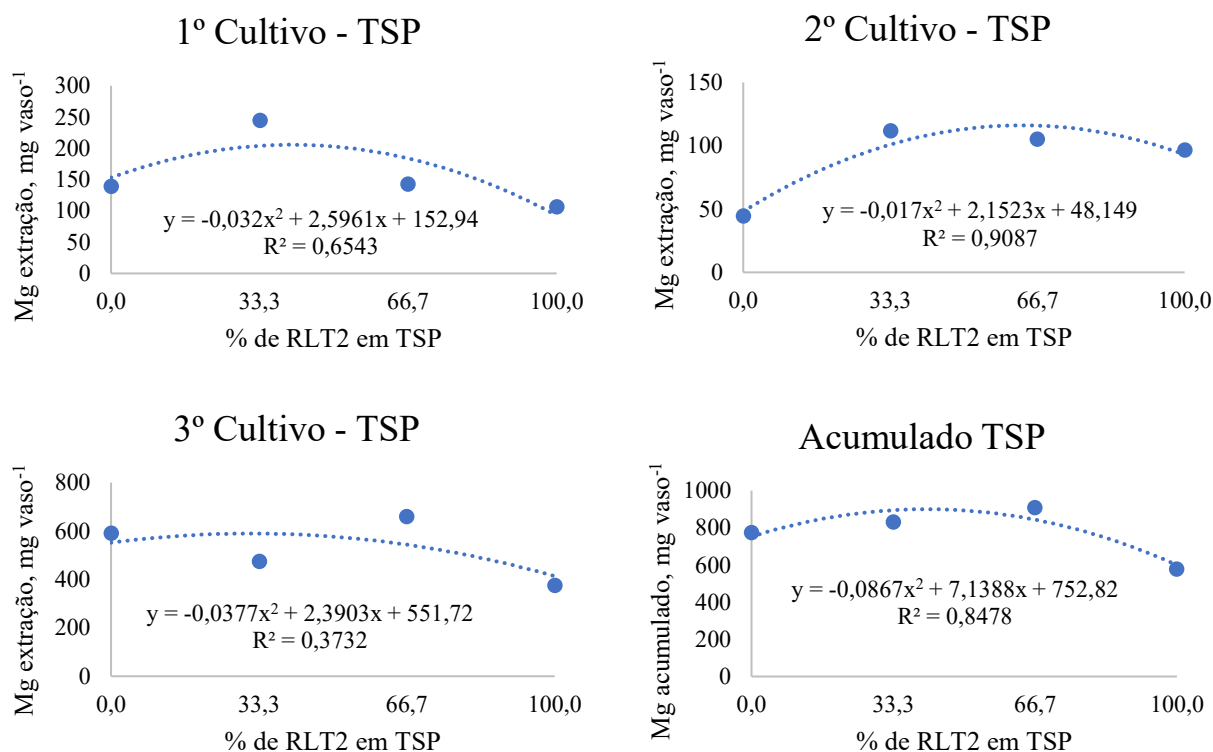 1º Cultivo - TSP
Mg extração, mg vaso-1
300
250
200
150
100
50
0
y = -0,032x² + 2,5961x + 152,94
R² = 0,6543
0,0 33,3 66,7 100,0
% de RLT2 em TSP
2º Cultivo - TSP
Mg extração, mg vaso-1
150
100
50
0
y = -0,017x² + 2,1523x + 48,149
R² = 0,9087
0,0 33,3 66,7 100,0
% de RLT2 em TSP
3º Cultivo - TSP
Mg extração, mg vaso-1
800
600
400
200
0
y = -0,0377x² + 2,3903x + 551,72
R² = 0,3732
0,0 33,3 66,7 100,0
% de RLT2 em TSP
Acumulado TSP
Mg acumulado, mg vaso-1
1000
800
600
400
200
0
y = -0,0867x² + 7,1388x + 752,82
R² = 0,8478
0,0 33,3 66,7 100,0
% de RLT2 em TSP